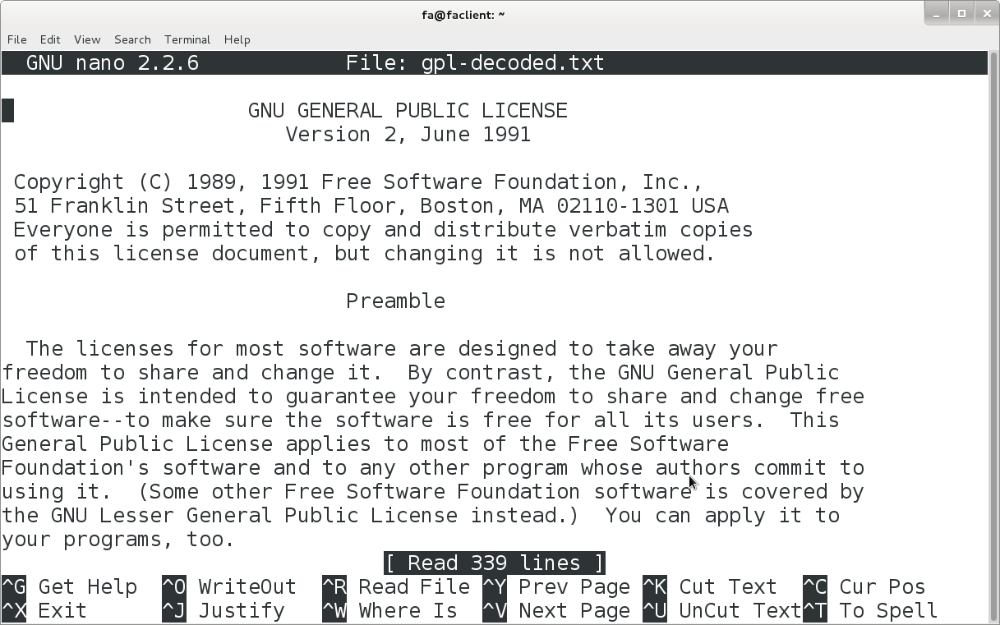 fa@faclient: ~
File Edit View Search Terminal Help
GNU nano 2.2.6 File: gpl-decoded.txt
GNU GENERAL PUBLIC LICENSE
Version 2, June 1991
Copyright (C) 1989, 1991 Free Software Foundation, Inc.,
51 Franklin Street, Fifth Floor, Boston, MA 02110-1301 USA
Everyone is permitted to copy and distribute verbatim copies
of this license document, but changing it is not allowed.
Preamble
The licenses for most software are designed to take away your
freedom to share and change it.  By contrast, the GNU General Public
License is intended to guarantee your freedom to share and change free
software--to make sure the software is free for all its users.  This
General Public License applies to most of the Free Software
Foundation's software and to any other program whose authors commit to
using it.  (Some other Free Software Foundation software is covered by
the GNU Lesser General Public License instead.)  You can apply it to
your programs, too.
[ Read 339 lines ]
^G Get Help ^O WriteOut ^R Read File ^Y Prev Page ^K Cut Text ^C Cur Pos
^X Exit ^J Justify ^W Where Is ^V Next Page ^U UnCut Text ^T To Spell